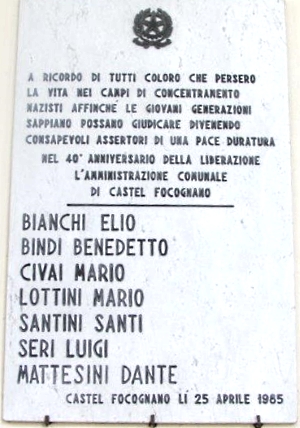 A RICORDO DI TUTTI COLORO CHE PERSERO
LA VITA NEI CAMPI DI CONCENTRAMENTO
NAZISTI AFFINCHE LE GIOVANI GENERAZIONI
SAPPIANO POSSANO GIUDICARE DIVENENDO
CONSAPEVOLI ASSERTORI DI UNA PACE DURATURA
NEL 40° ANNIVERSARIO DELLA LIBERAZIONE
L'AMMINISTRAZIONE COMUNALE
DI CASTEL FOCOGNANO
BIANCHI ELIO
BINDI BENEDETTO
CIVAI MARIO
LOTTINI MARIO
SANTINI SANTI
SERI LUIGI
MATTESINI DANTE
CASTEL FOCOGNANO LI 25 APRILE 1985